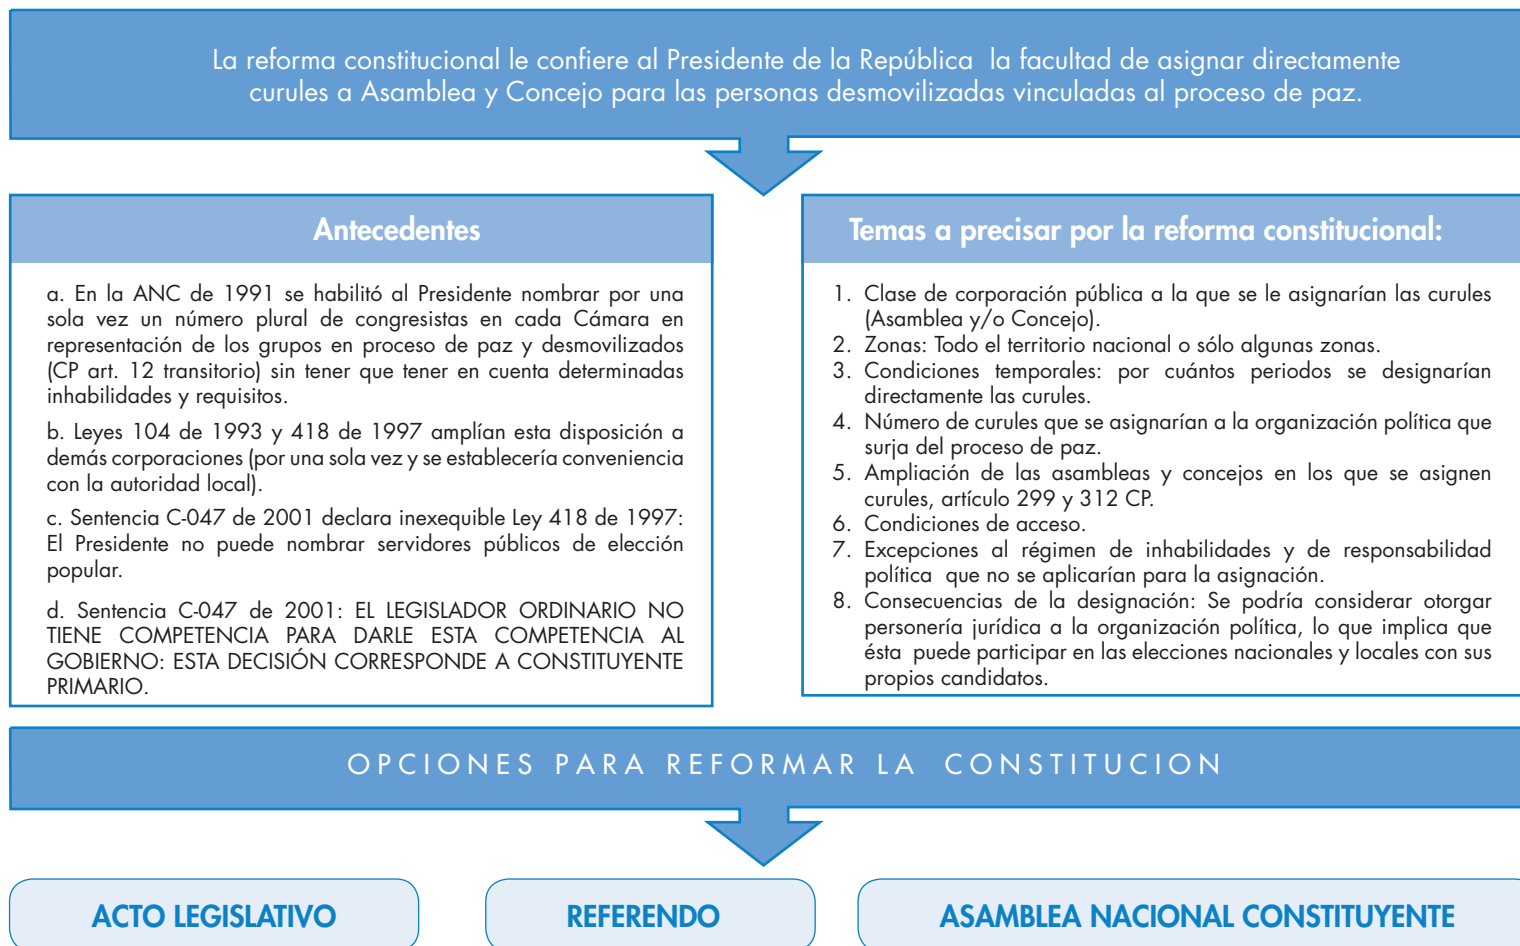 La reforma constitucional le confiere al Presidente de la República  la facultad de asignar directamente
curules a Asamblea y Concejo para las personas desmovilizadas vinculadas al proceso de paz.
Antecedentes
a. En la ANC de 1991 se habilitó al Presidente nombrar por una
sola vez un número plural de congresistas en cada Cámara en
representación de los grupos en proceso de paz y desmovilizados
(CP art. 12 transitorio) sin tener que tener en cuenta determinadas
inhabilidades y requisitos.
b. Leyes 104 de 1993 y 418 de 1997 amplían esta disposición a
demás corporaciones (por una sola vez y se establecería conveniencia
con la autoridad local).
c. Sentencia C-047 de 2001 declara inexequible Ley 418 de 1997:
El Presidente no puede nombrar servidores públicos de elección
popular.
d. Sentencia C-047 de 2001: EL LEGISLADOR ORDINARIO NO
TIENE COMPETENCIA PARA DARLE ESTA COMPETENCIA AL
GOBIERNO: ESTA DECISIÓN CORRESPONDE A CONSTITUYENTE
PRIMARIO.
Temas a precisar por la reforma constitucional:
1. Clase de corporación pública a la que se le asignarían las curules
(Asamblea y/o Concejo).
2. Zonas: Todo el territorio nacional o sólo algunas zonas.
3. Condiciones temporales: por cuántos periodos se designarían
directamente las curules.
4. Número de curules que se asignarían a la organización política que
surja del proceso de paz.
5. Ampliación de las asambleas y concejos en los que se asignen
curules, artículo 299 y 312 CP.
6. Condiciones de acceso.
7. Excepciones al régimen de inhabilidades y de responsabilidad
política  que no se aplicarían para la asignación.
8. Consecuencias de la designación: Se podría considerar otorgar
personería jurídica a la organización política, lo que implica que
ésta  puede participar en las elecciones nacionales y locales con sus
propios candidatos.
OPCIONES PARA REFORMAR LA CONSTITUCION
ACTO LEGISLATIVO
REFERENDO
ASAMBLEA NACIONAL CONSTITUYENTE